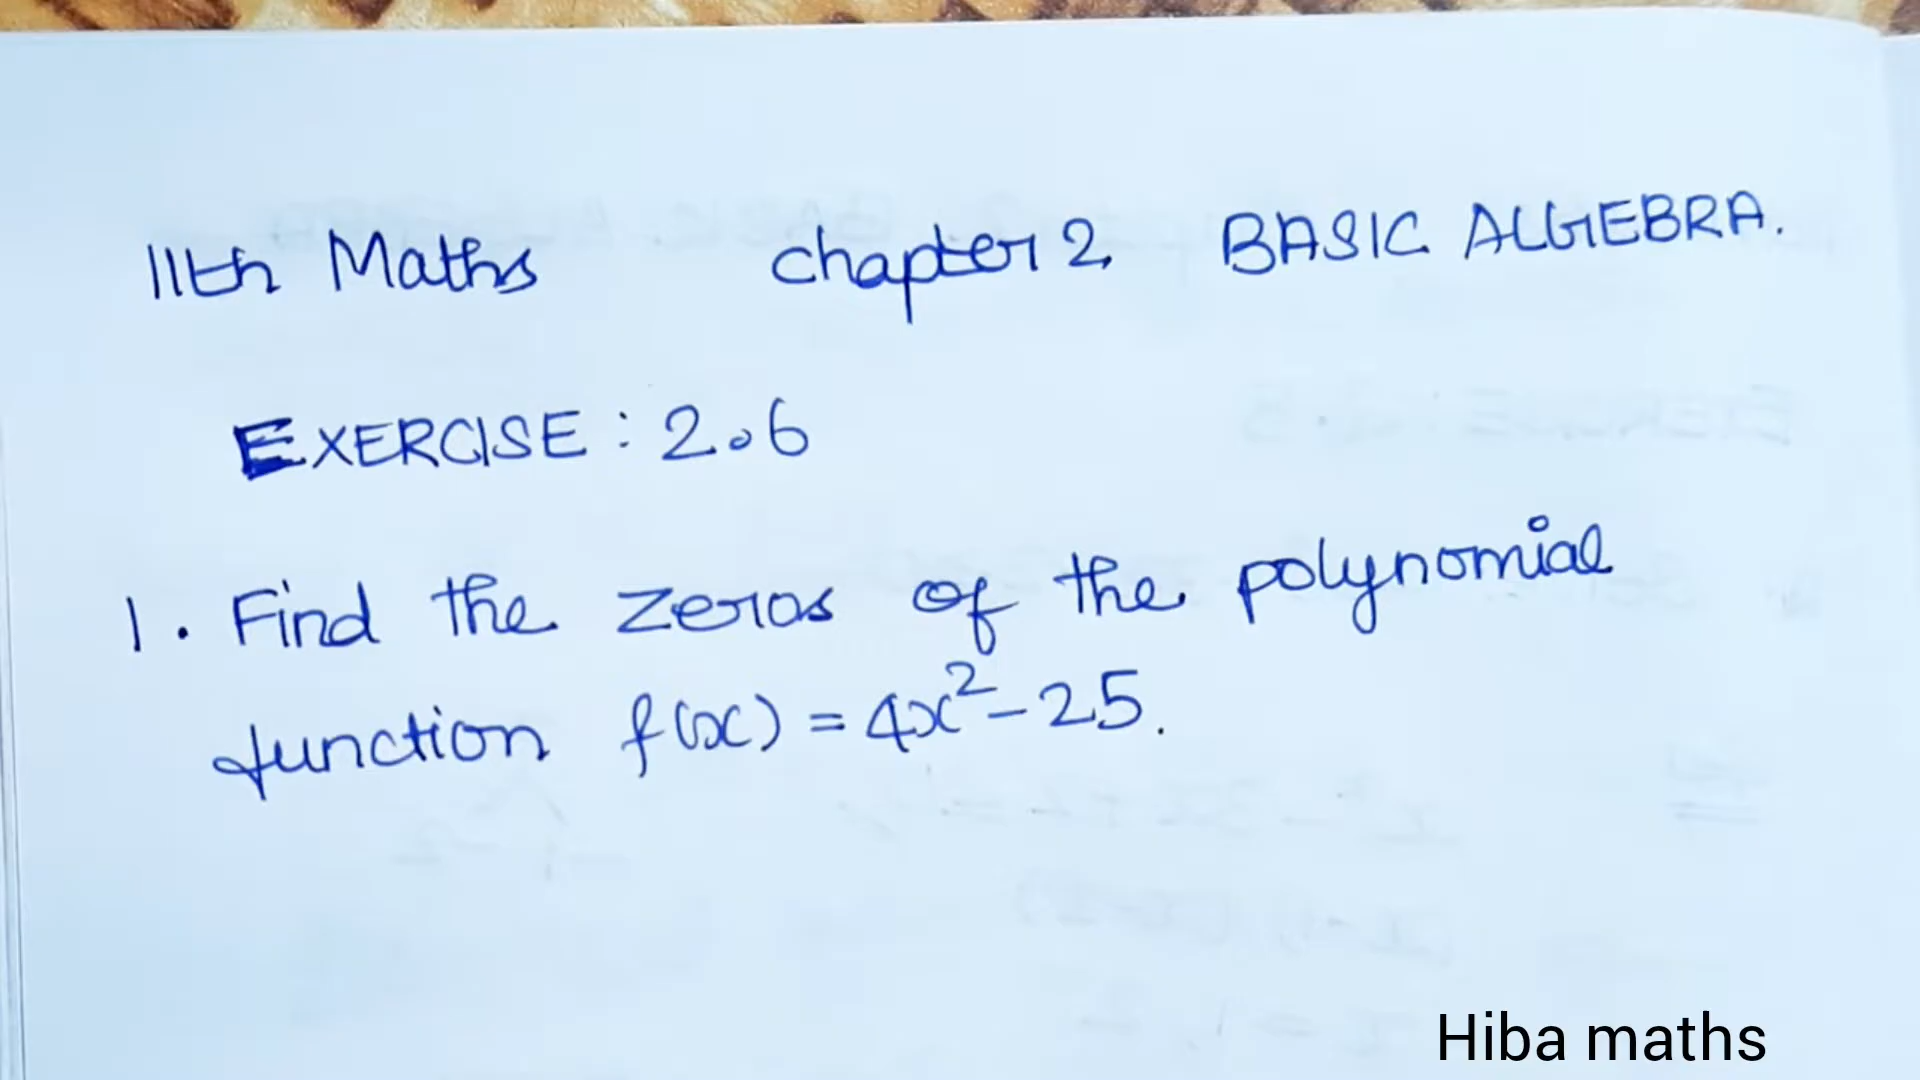 11th Maths chapter 2 BASIC ALGEBRA.
EXERCISE : 2.6
1. Find the zeros of the polynomial
function f(x) = 4x² - 25.
Hiba maths